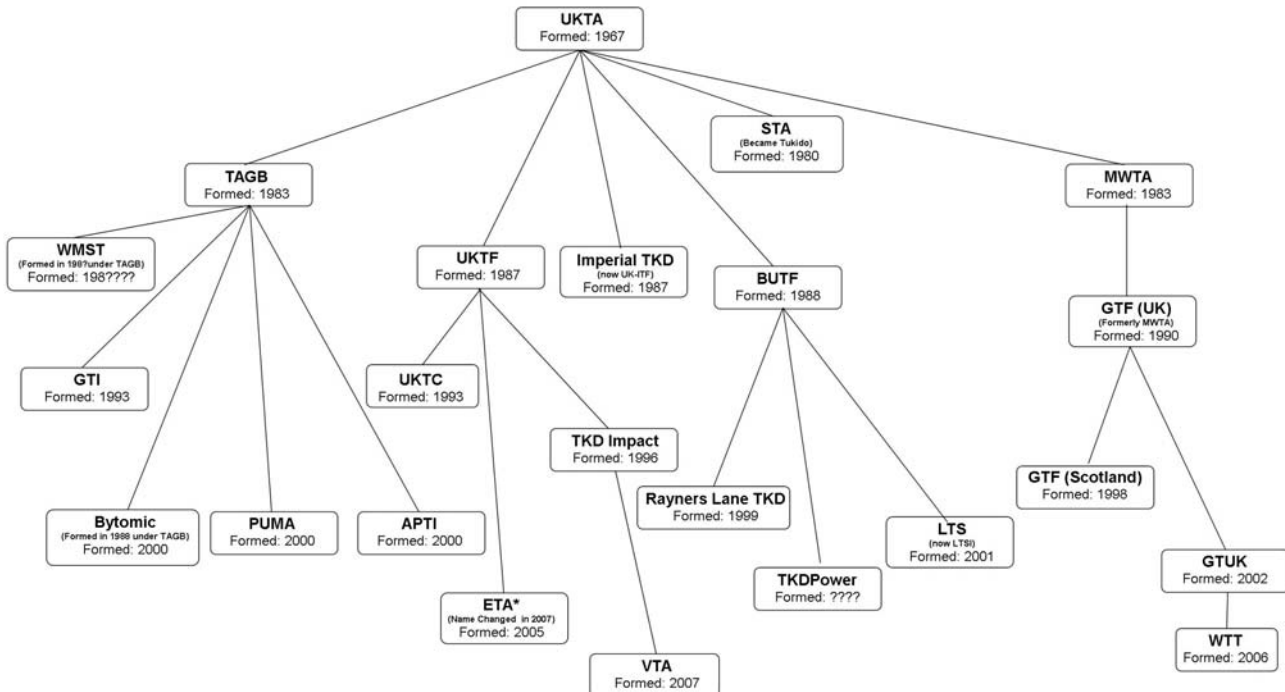 UKTA
Formed: 1967
STA
(Became Tukido)
Formed: 1980
TAGB
Formed: 1983
MWTA
Formed: 1983
WMST
(Formed in 198?under TAGB)
Formed: 198????
UKTF
Formed: 1987
Imperial TKD
(now UK-ITF)
Formed: 1987
BUTF
Formed: 1988
GTF (UK)
(Formerly MWTA)
Formed: 1990
GTI
Formed: 1993
UKTC
Formed: 1993
TKD Impact
Formed: 1996
GTF (Scotland)
Formed: 1998
Rayners Lane TKD
Formed: 1999
Bytomic
(Formed in 1988 under TAGB)
Formed: 2000
PUMA
Formed: 2000
APTI
Formed: 2000
LTS
(now LTSI)
Formed: 2001
GTUK
Formed: 2002
TKDPower
Formed: ????
ETA*
(Name Changed in 2007)
Formed: 2005
WTT
Formed: 2006
VTA
Formed: 2007